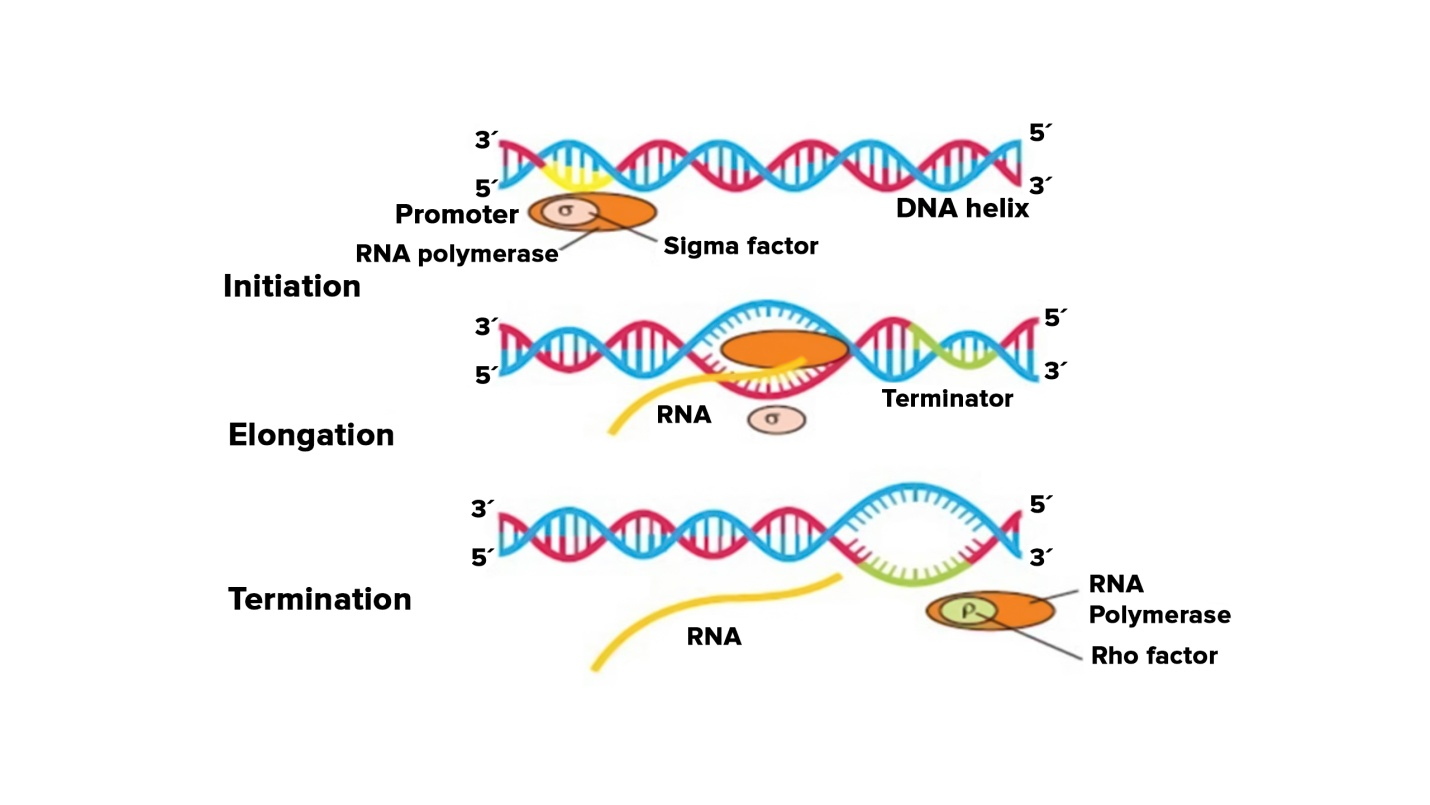 3´
5´
5´
3´
Promoter
DNA helix
σ
RNA polymerase
Sigma factor
Initiation
3´
5´
5´
3´
RNA
σ
Terminator
Elongation
3´
5´
5´
3´
Termination
RNA
ρ
RNA
Polymerase
Rho factor